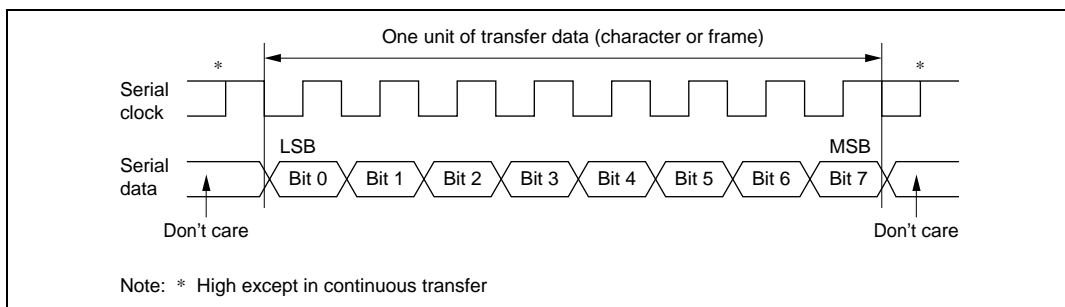 One unit of transfer data (character or frame)
* *
Serial
clock
LSB MSB
Serial
data
Bit 0 Bit 1 Bit 2 Bit 3 Bit 4 Bit 5 Bit 6 Bit 7
Don't care Don't care
Note: * High except in continuous transfer